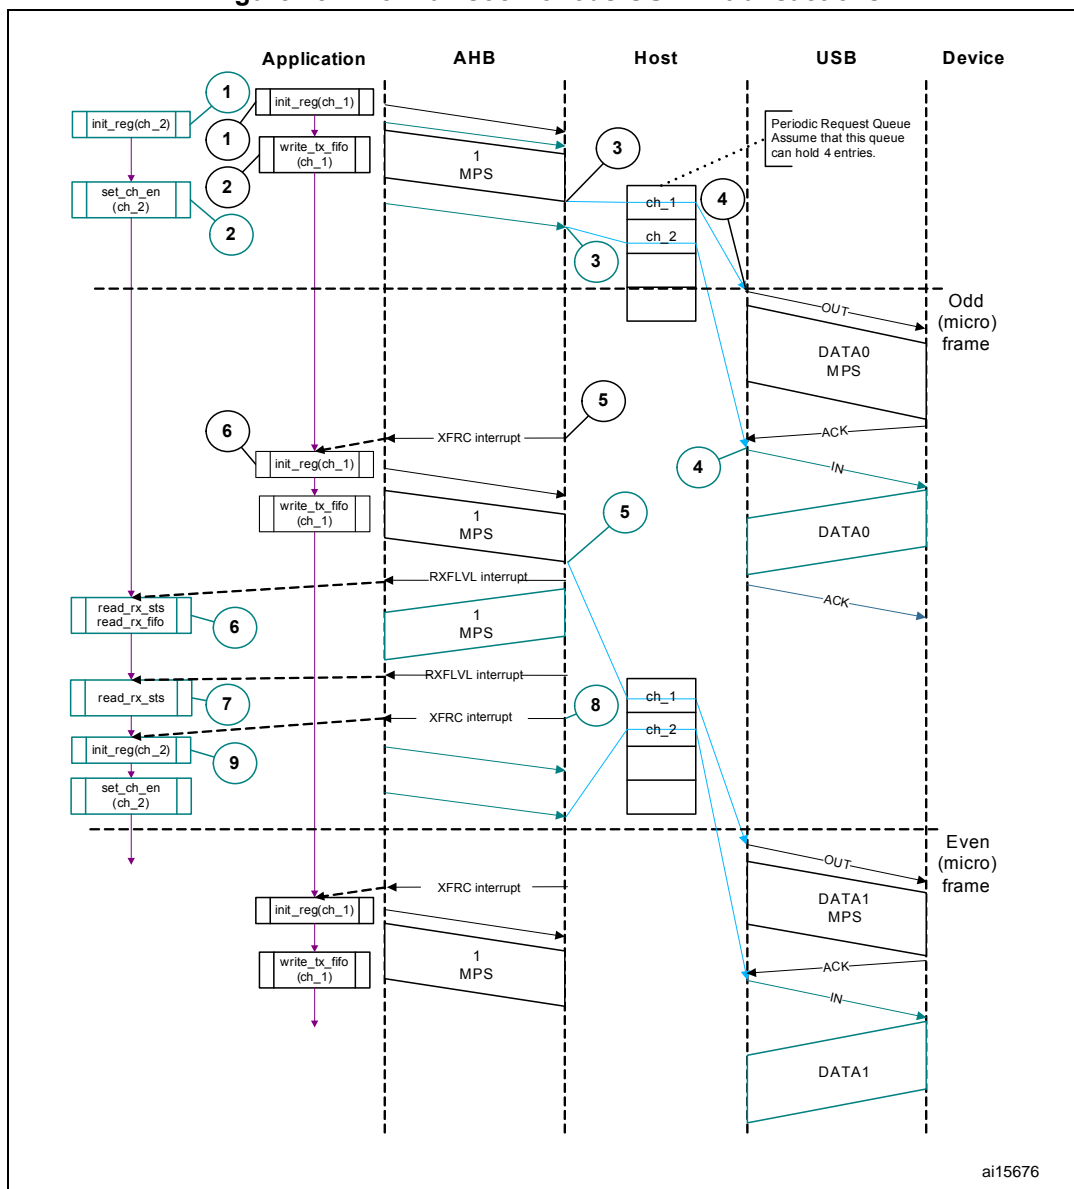 Application
AHB
Host
USB
Device
1
init_reg(ch_1)
init_reg(ch_2)
1
write_tx_fifo
(ch_1)
1
MPS
Periodic Request Queue
Assume that this queue
can hold 4 entries.
3
2
set_ch_en
(ch_2)
4
ch_1
2
ch_2
3
Odd
(micro)
frame
OUT
DATA0
MPS
5
ACK
6
XFRC interrupt
init_reg(ch_1)
4
IN
write_tx_fifo
(ch_1)
1
MPS
5
DATA0
RXFLVL interrupt
ACK
read_rx_sts
read_rx_fifo
6
1
MPS
RXFLVL interrupt
read_rx_sts
7
ch_1
8
XFRC interrupt
ch_2
init_reg(ch_2)
9
set_ch_en
(ch_2)
Even
(micro)
frame
OUT
XFRC interrupt
DATA1
MPS
init_reg(ch_1)
write_tx_fifo
(ch_1)
1
MPS
ACK
IN
DATA1
ai15676